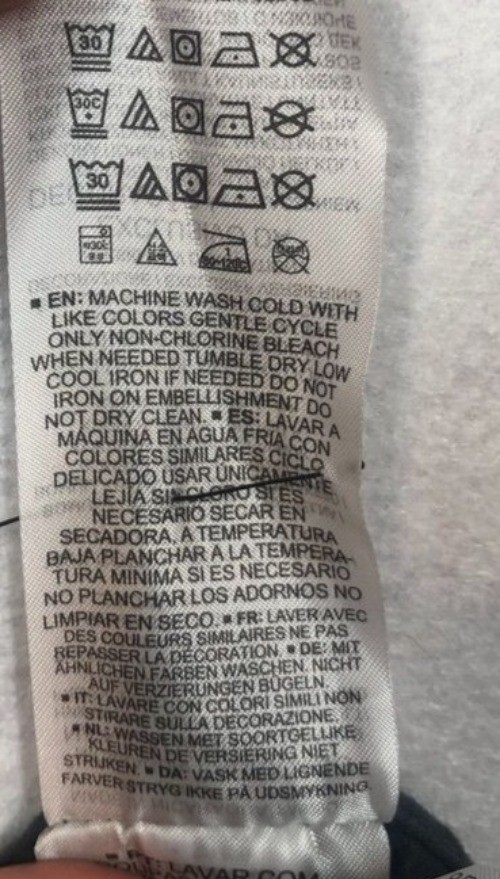 30
30C
30
≤30℃
■ EN: MACHINE WASH COLD WITH
LIKE COLORS GENTLE CYCLE
ONLY NON-CHLORINE BLEACH
WHEN NEEDED TUMBLE DRY LOW
COOL IRON IF NEEDED DO NOT
IRON ON EMBELLISHMENT DO
NOT DRY CLEAN. ■ ES: LAVAR A
MÁQUINA EN AGUA FRÍA CON
COLORES SIMILARES CICLO
DELICADO USAR ÚNICAMENTE
LEJÍA SIN CLORO SI ES
NECESARIO SECAR EN
SECADORA, A TEMPERATURA
BAJA PLANCHAR A LA TEMPERA-
TURA MINIMA SI ES NECESARIO
NO PLANCHAR LOS ADORNOS NO
LIMPIAR EN SECO. ■ FR: LAVER AVEC
DES COULEURS SIMILAIRES NE PAS
REPASSER LA DÉCORATION. ■ DE: MIT
ÄHNLICHEN FARBEN WASCHEN. NICHT
AUF VERZIERUNGEN BÜGELN.
■ IT: LAVARE CON COLORI SIMILI NON
STIRARE SULLA DECORAZIONE.
■ NL: WASSEN MET SOORTGELIJKE
KLEUREN DE VERSIERING NIET
STRIJKEN. ■ DA: VASK MED LIGNENDE
FARVER STRYG IKKE PÅ UDSMYKNING.
■ PT: LAVAR COM